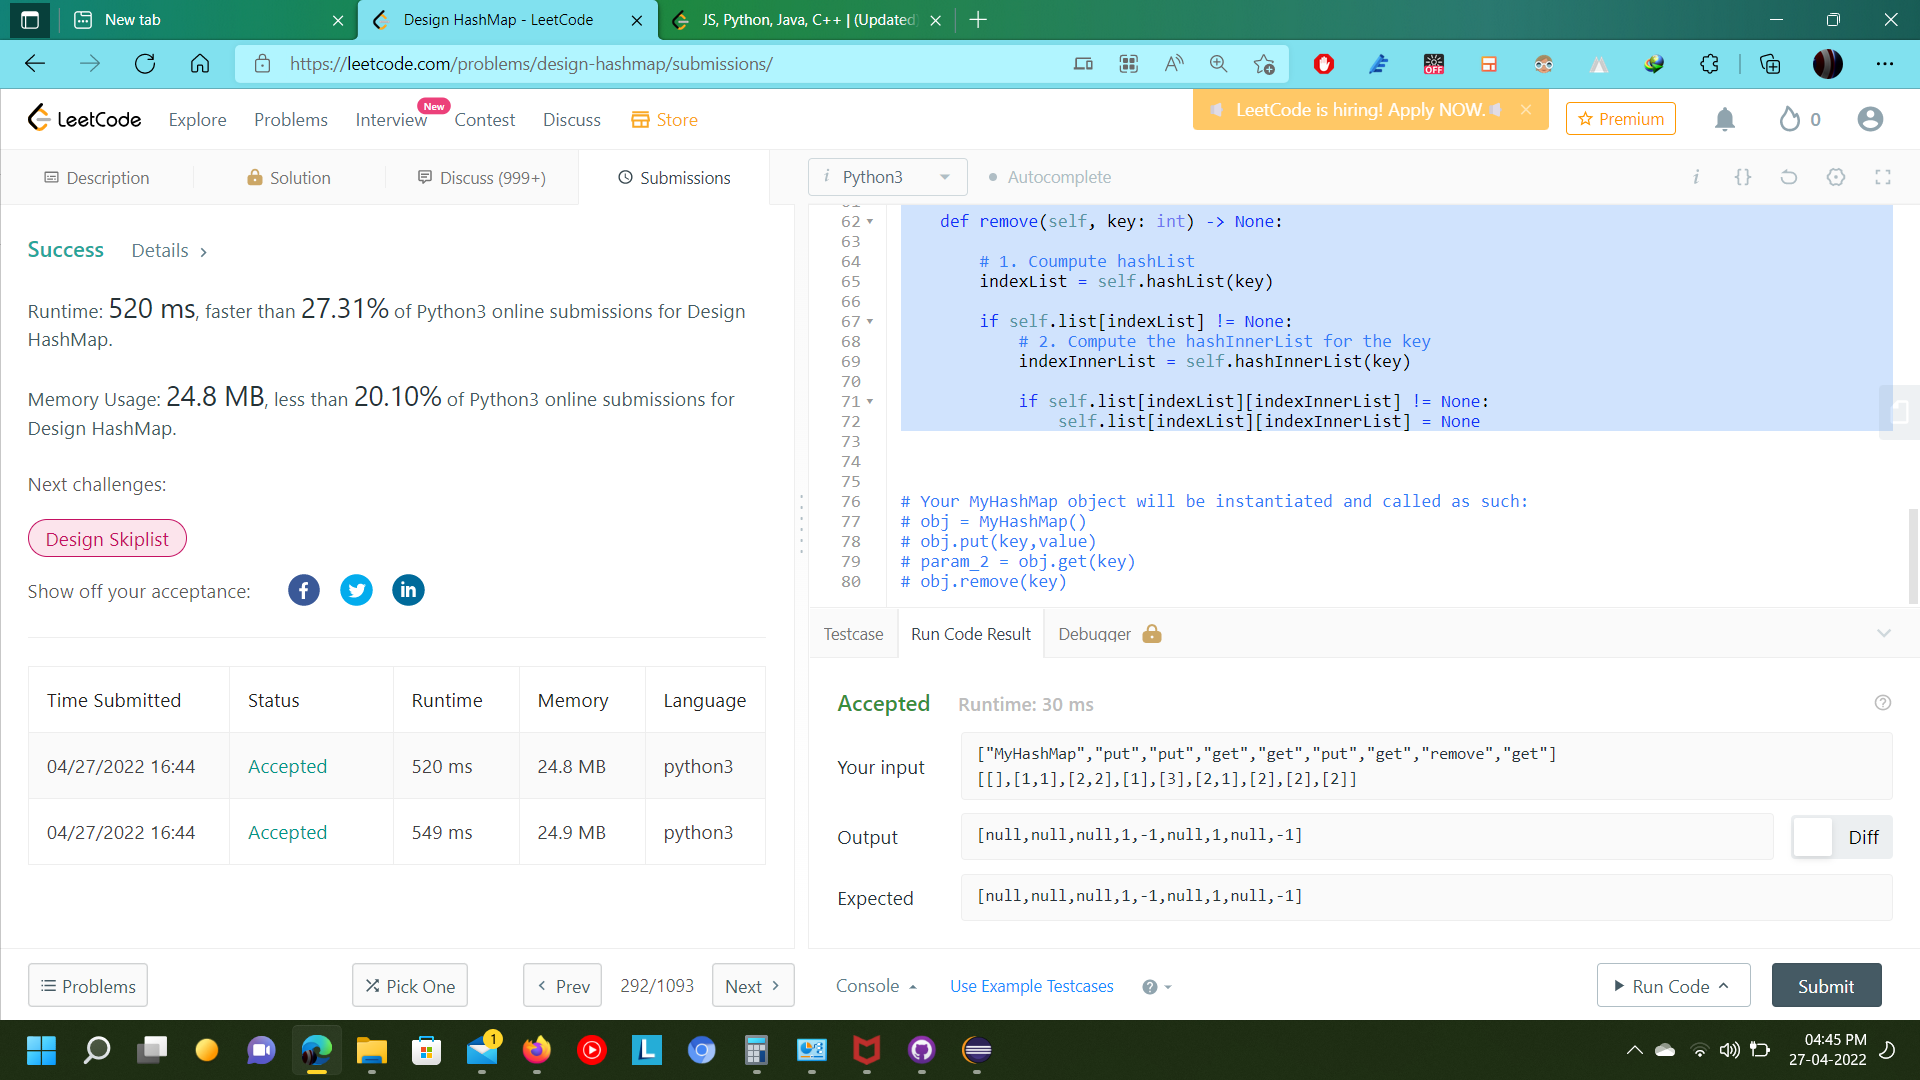 New tab
Design HashMap - LeetCode
JS, Python, Java, C++ | (Updated
https://leetcode.com/problems/design-hashmap/submissions/
OFF
LeetCode
Explore
Problems
Interview
New
Contest
Discuss
Store
LeetCode is hiring! Apply NOW.
Premium
0
Description
Solution
Discuss (999+)
Submissions
i Python3
Autocomplete
Success
Details
Runtime: 520 ms, faster than 27.31% of Python3 online submissions for Design
HashMap.
Memory Usage: 24.8 MB, less than 20.10% of Python3 online submissions for
Design HashMap.
Next challenges:
Design Skiplist
Show off your acceptance:
Time Submitted Status Runtime Memory Language
04/27/2022 16:44 Accepted 520 ms 24.8 MB python3
04/27/2022 16:44 Accepted 549 ms 24.9 MB python3
62 def remove(self, key: int) -> None:
63
64 # 1. Coumpute hashList
65 indexList = self.hashList(key)
66
67 if self.list[indexList] != None:
68 # 2. Compute the hashInnerList for the key
69 indexInnerList = self.hashInnerList(key)
70
71 if self.list[indexList][indexInnerList] != None:
72 self.list[indexList][indexInnerList] = None
73
74
75
76 # Your MyHashMap object will be instantiated and called as such:
77 # obj = MyHashMap()
78 # obj.put(key,value)
79 # param_2 = obj.get(key)
80 # obj.remove(key)
Testcase
Run Code Result
Debugger
Accepted
Runtime: 30 ms
Your input
["MyHashMap","put","put","get","get","put","get","remove","get"]
[[],[1,1],[2,2],[1],[3],[2,1],[2],[2],[2]]
Output
[null,null,null,1,-1,null,1,null,-1]
Diff
Expected
[null,null,null,1,-1,null,1,null,-1]
Problems
Pick One
Prev
292/1093
Next
Console
Use Example Testcases
Run Code
Submit
1
04:45 PM
27-04-2022